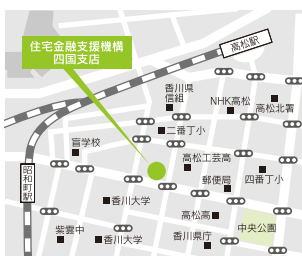 住宅金融支援機構
四国支店
高松駅
香川県
信組
NHK高松
高松北署
二番丁小
盲学校
高松工芸高
昭和町駅
郵便局
四番丁小
香川大学
高松高
紫雲中
香川大学
香川県庁
中央公園